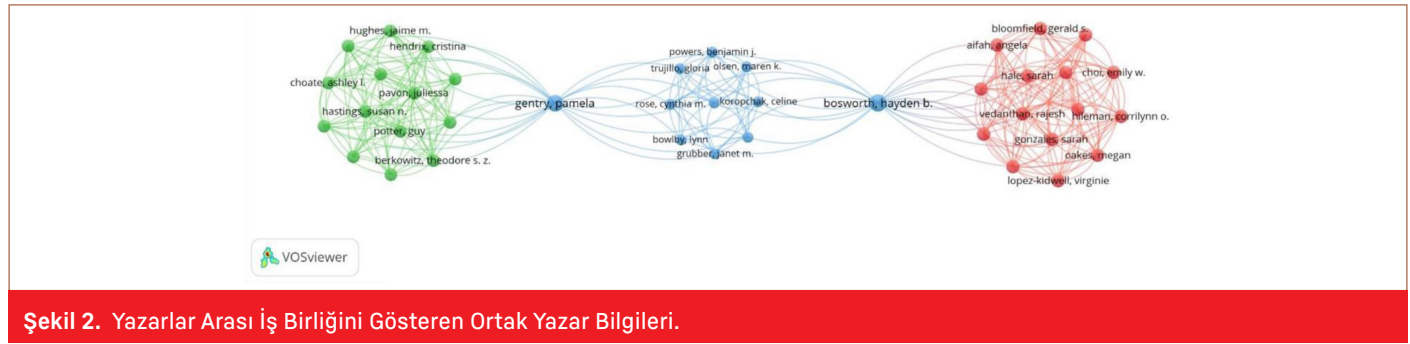 hughes, jaime m.
hendrix, cristina
choate, ashley l.
pavon, juliessa
hastings, susan n.
potter, guy
berkowitz, theodore s. z.
gentry, pamela
powers, benjamin j.
trujillo, gloria
olsen, maren k.
rose, cynthia m.
koropchak, celine
bowlby, lynn
grubber, janet m.
bosworth, hayden b.
bloomfield, gerald s.
aifah, angela
hale, sarah
choi, emily w.
vedanthan, rajesh
hileman, corrilynn o.
gonzales, sarah
oakes, megan
lopez-kidwell, virginie
VOSviewer
Şekil 2. Yazarlar Arası İş Birliğini Gösteren Ortak Yazar Bilgileri.